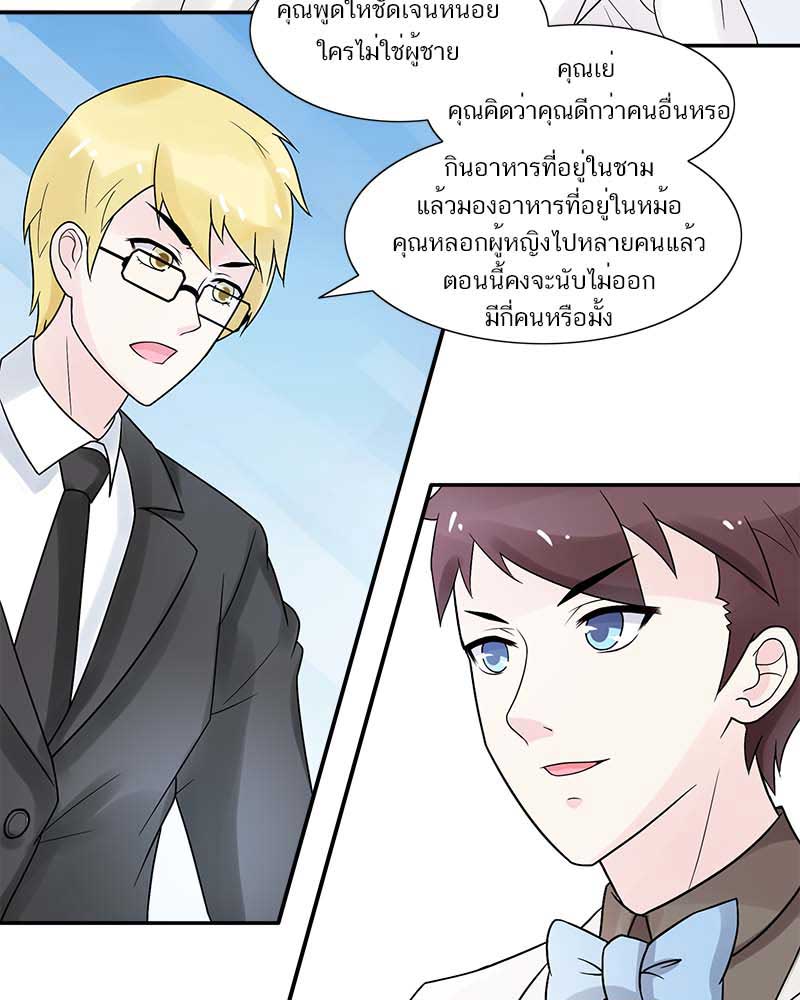 คุณพูดให้ชัดเจนหน่อย
ใครไม่ใช่ผู้ชาย
คุณเย่
คุณคิดว่าคุณดีกว่าคนอื่นหรอ
กินอาหารที่อยู่ในชาม
แล้วมองอาหารที่อยู่ในหม้อ
คุณหลอกผู้หญิงไปหลายคนแล้ว
ตอนนี้คงจะนับไม่ออก
มีกี่คนหรือมั้ง